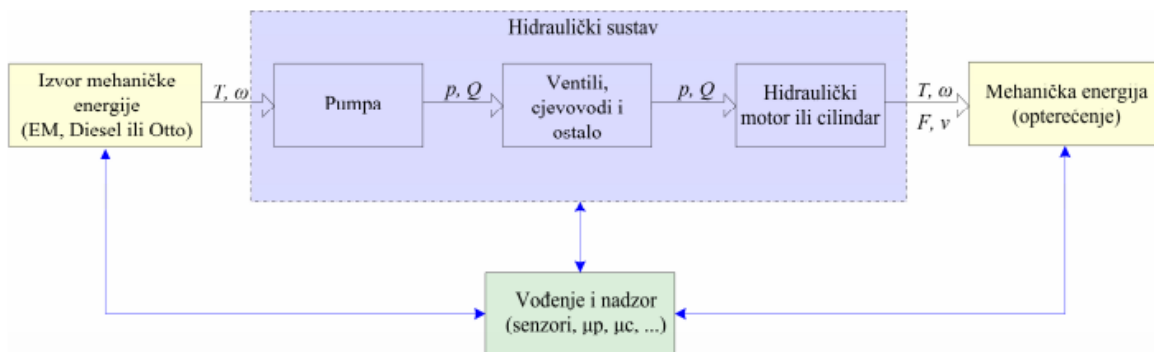 Hidraulički sustav
Izvor mehaničke
energije
(EM, Diesel ili Otto)
T, ω
Pumpa
p, Q
Ventili,
cjevovodi i
ostalo
p, Q
Hidraulički
motor ili cilindar
T, ω
F, v
Mehanička energija
(opterećenje)
Vođenje i nadzor
(senzori, μp, μc, ...)